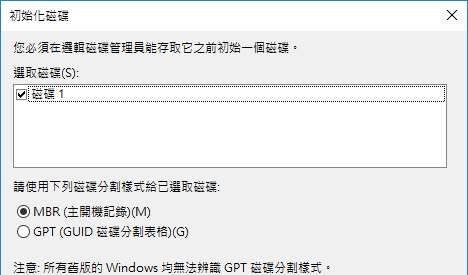 初始化磁碟
您必須在邏輯磁碟管理員能存取它之前初始一個磁碟。
選取磁碟(S):
磁碟 1
請使用下列磁碟分割樣式給已選取磁碟:
MBR (主開機記錄)(M)
GPT (GUID 磁碟分割表格)(G)
注意: 所有舊版的 Windows 均無法辨識 GPT 磁碟分割樣式。